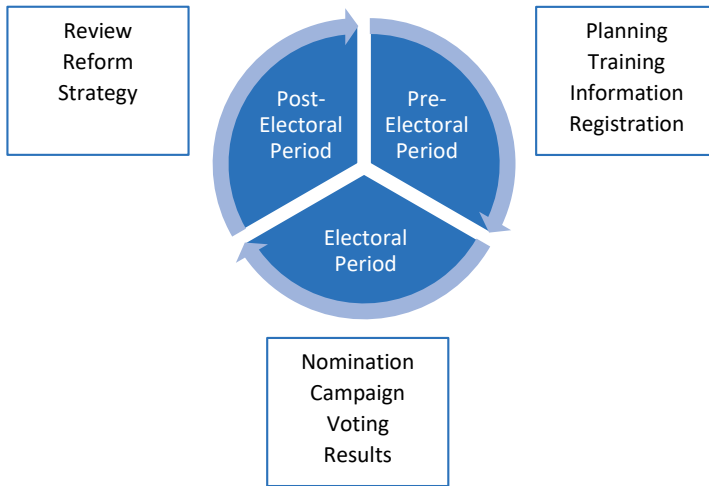 Review
Reform
Strategy
Planning
Training
Information
Registration
Post-
Electoral
Period
Pre-
Electoral
Period
Electoral
Period
Nomination
Campaign
Voting
Results